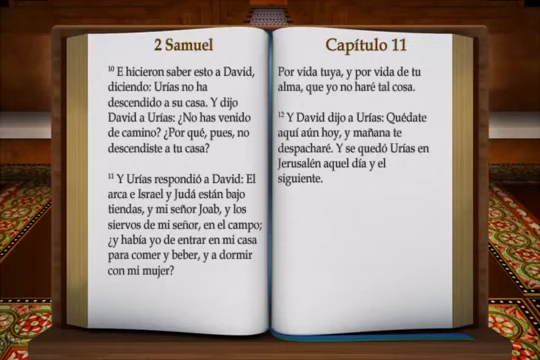 2 Samuel
¹⁰ E hicieron saber esto a David,
diciendo: Urías no ha
descendido a su casa. Y dijo
David a Urías: ¿No has venido
de camino? ¿Por qué, pues, no
descendiste a tu casa?
¹¹ Y Urías respondió a David: El
arca e Israel y Judá están bajo
tiendas, y mi señor Joab, y los
siervos de mi señor, en el campo;
¿y había yo de entrar en mi casa
para comer y beber, y a dormir
con mi mujer?
Capítulo 11
Por vida tuya, y por vida de tu
alma, que yo no haré tal cosa.
¹² Y David dijo a Urías: Quédate
aquí aún hoy, y mañana te
despacharé. Y se quedó Urías en
Jerusalén aquel día y el
siguiente.